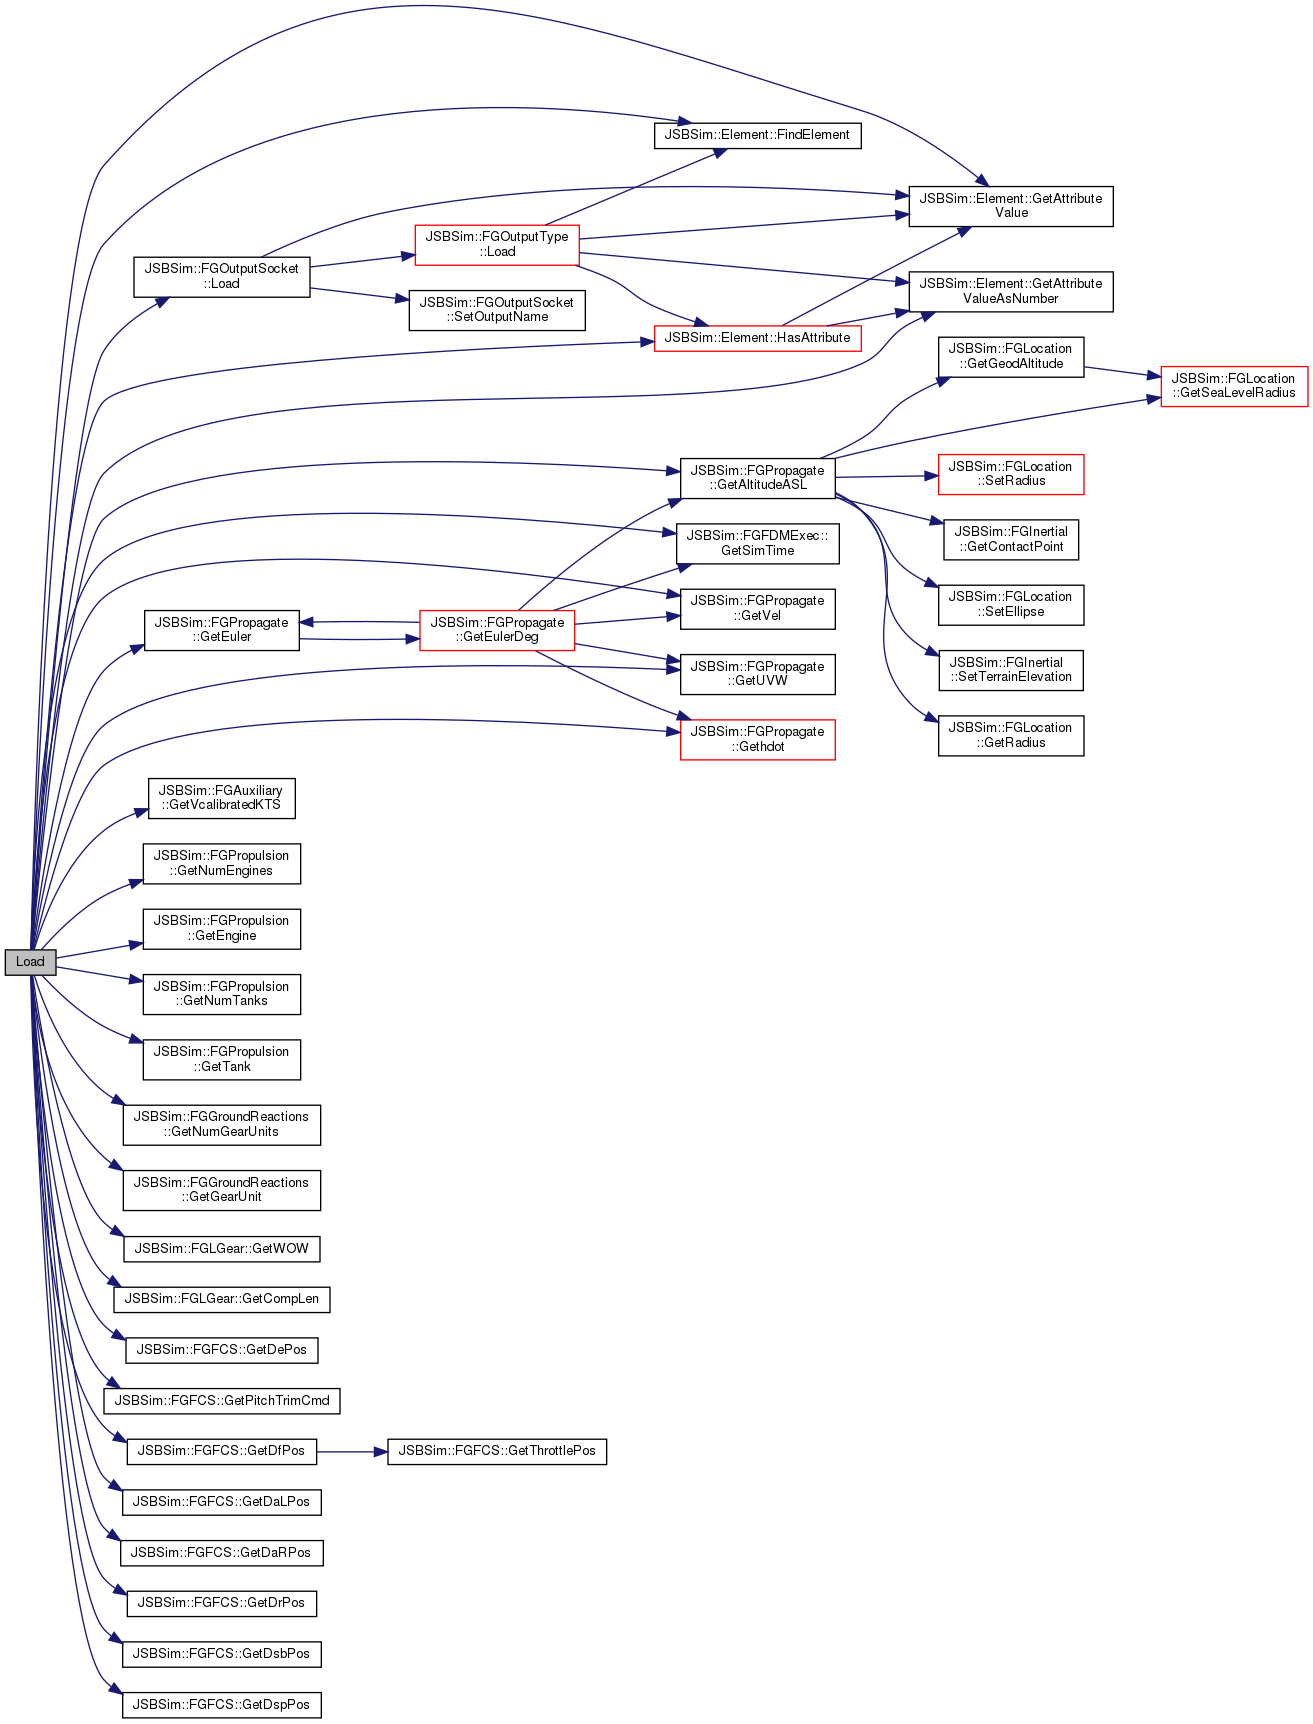 JSBSim::Element::FindElement
JSBSim::Element::GetAttribute
Value
JSBSim::FGOutputType
::Load
JSBSim::FGOutputSocket
::Load
JSBSim::Element::GetAttribute
ValueAsNumber
JSBSim::FGOutputSocket
::SetOutputName
JSBSim::Element::HasAttribute
JSBSim::FGLocation
::GetGeodAltitude
JSBSim::FGLocation
::GetSeaLevelRadius
JSBSim::FGPropagate
::GetAltitudeASL
JSBSim::FGLocation
::SetRadius
JSBSim::FGFDMExec::
GetSimTime
JSBSim::FGInertial
::GetContactPoint
JSBSim::FGPropagate
::GetVel
JSBSim::FGLocation
::SetEllipse
JSBSim::FGPropagate
::GetEuler
JSBSim::FGPropagate
::GetEulerDeg
JSBSim::FGPropagate
::GetUVW
JSBSim::FGInertial
::SetTerrainElevation
JSBSim::FGPropagate
::Gethdot
JSBSim::FGLocation
::GetRadius
JSBSim::FGAuxiliary
::GetVcalibratedKTS
JSBSim::FGPropulsion
::GetNumEngines
JSBSim::FGPropulsion
::GetEngine
Load
JSBSim::FGPropulsion
::GetNumTanks
JSBSim::FGPropulsion
::GetTank
JSBSim::FGGroundReactions
::GetNumGearUnits
JSBSim::FGGroundReactions
::GetGearUnit
JSBSim::FGLGear::GetWOW
JSBSim::FGLGear::GetCompLen
JSBSim::FGFCS::GetDePos
JSBSim::FGFCS::GetPitchTrimCmd
JSBSim::FGFCS::GetDfPos
JSBSim::FGFCS::GetThrottlePos
JSBSim::FGFCS::GetDaLPos
JSBSim::FGFCS::GetDaRPos
JSBSim::FGFCS::GetDrPos
JSBSim::FGFCS::GetDsbPos
JSBSim::FGFCS::GetDspPos